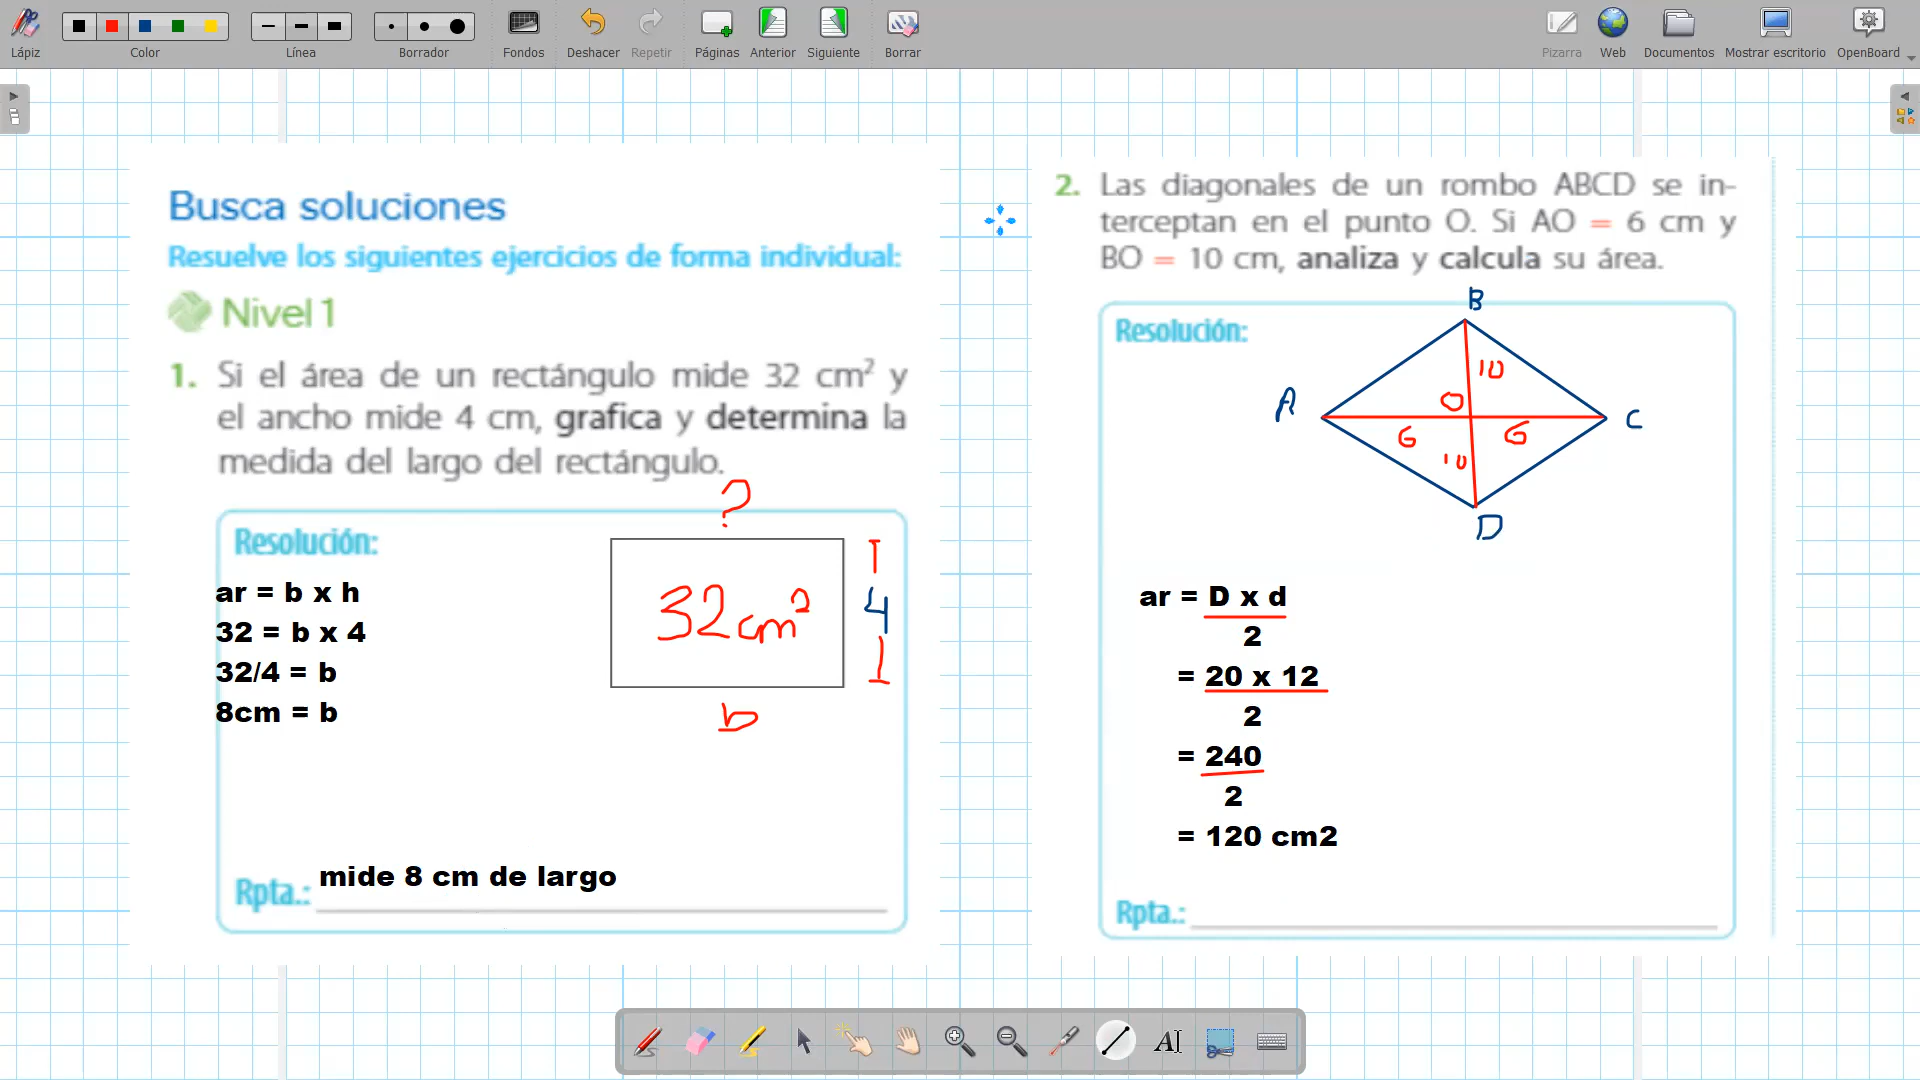 Lápiz
Color
Línea
Borrador
Fondos
Deshacer
Repetir
Páginas
Anterior
Siguiente
Borrar
Pizarra
Web
Documentos
Mostrar escritorio
OpenBoard
Busca soluciones
Resuelve los siguientes ejercicios de forma individual:
Nivel 1
1. Si el área de un rectángulo mide 32 cm² y
el ancho mide 4 cm, grafica y determina la
medida del largo del rectángulo.
?
Resolución:
ar = b x h
32 = b x 4
32/4 = b
8cm = b
32 cm²
4
b
mide 8 cm de largo
Rpta.:
2. Las diagonales de un rombo ABCD se in-
terceptan en el punto O. Si AO = 6 cm y
BO = 10 cm, analiza y calcula su área.
Resolución:
B
10
A
O
C
6
6
10
D
ar = D x d
2
= 20 x 12
2
= 240
2
= 120 cm2
Rpta.:
AI